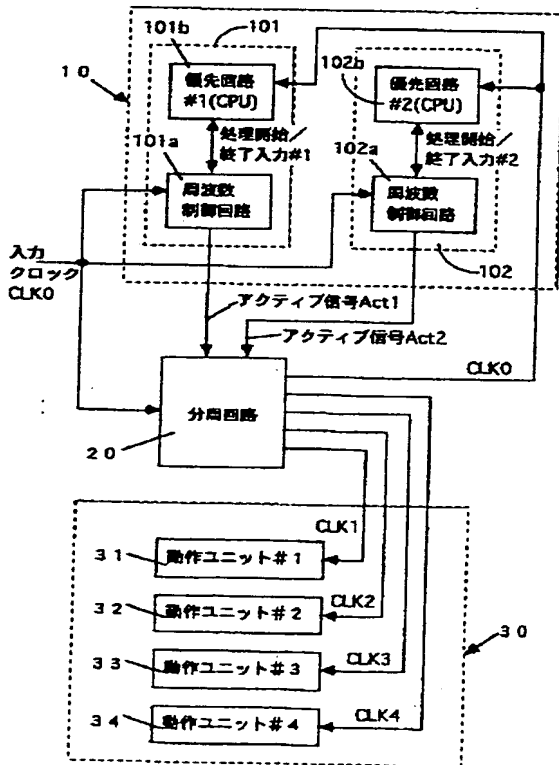 101b
101
10
優先回路
#1(CPU)
102b
優先回路
#2(CPU)
101a
処理開始/
終了入力#1
102a
処理開始/
終了入力#2
周波数
制御回路
周波数
制御回路
入力
クロック
CLK0
102
アクティブ信号Act1
アクティブ信号Act2
CLK0
分周回路
20
CLK1
31
動作ユニット#1
CLK2
32
動作ユニット#2
30
33
動作ユニット#3
CLK3
34
動作ユニット#4
CLK4